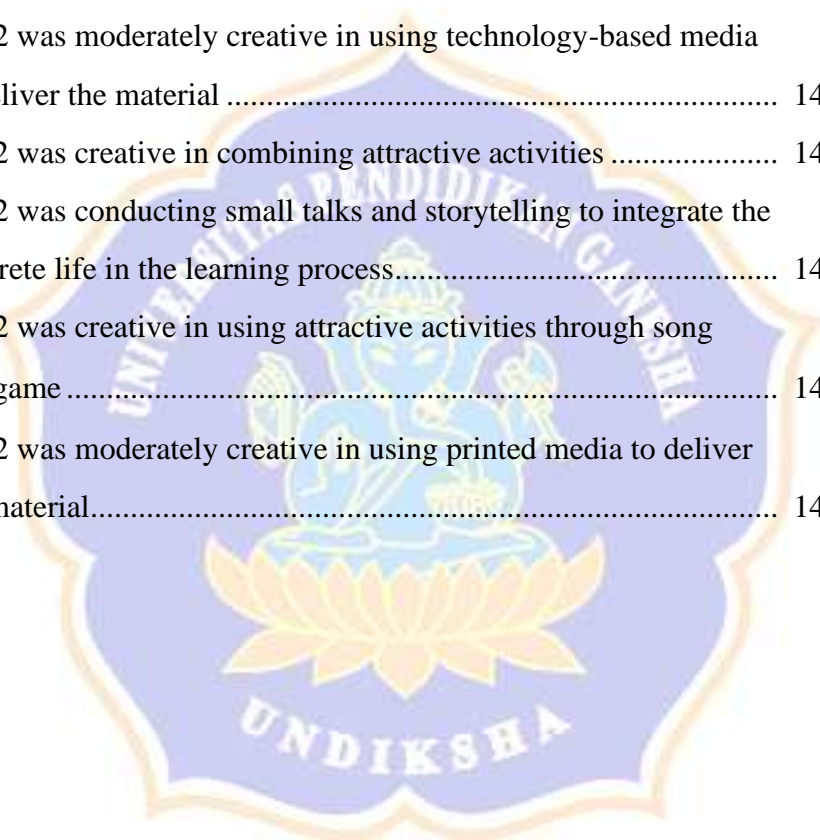 2 was moderately creative in using technology-based media
eliver the material ........................................................................ 14
2 was creative in combining attractive activities ...................... 14
2 was conducting small talks and storytelling to integrate the
rete life in the learning process................................................... 14
2 was creative in using attractive activities through song
game ............................................................................................ 14
2 was moderately creative in using printed media to deliver
material......................................................................................... 14
UNIVERSITAS PENDIDIKAN GANESHA
UNDIKSHA